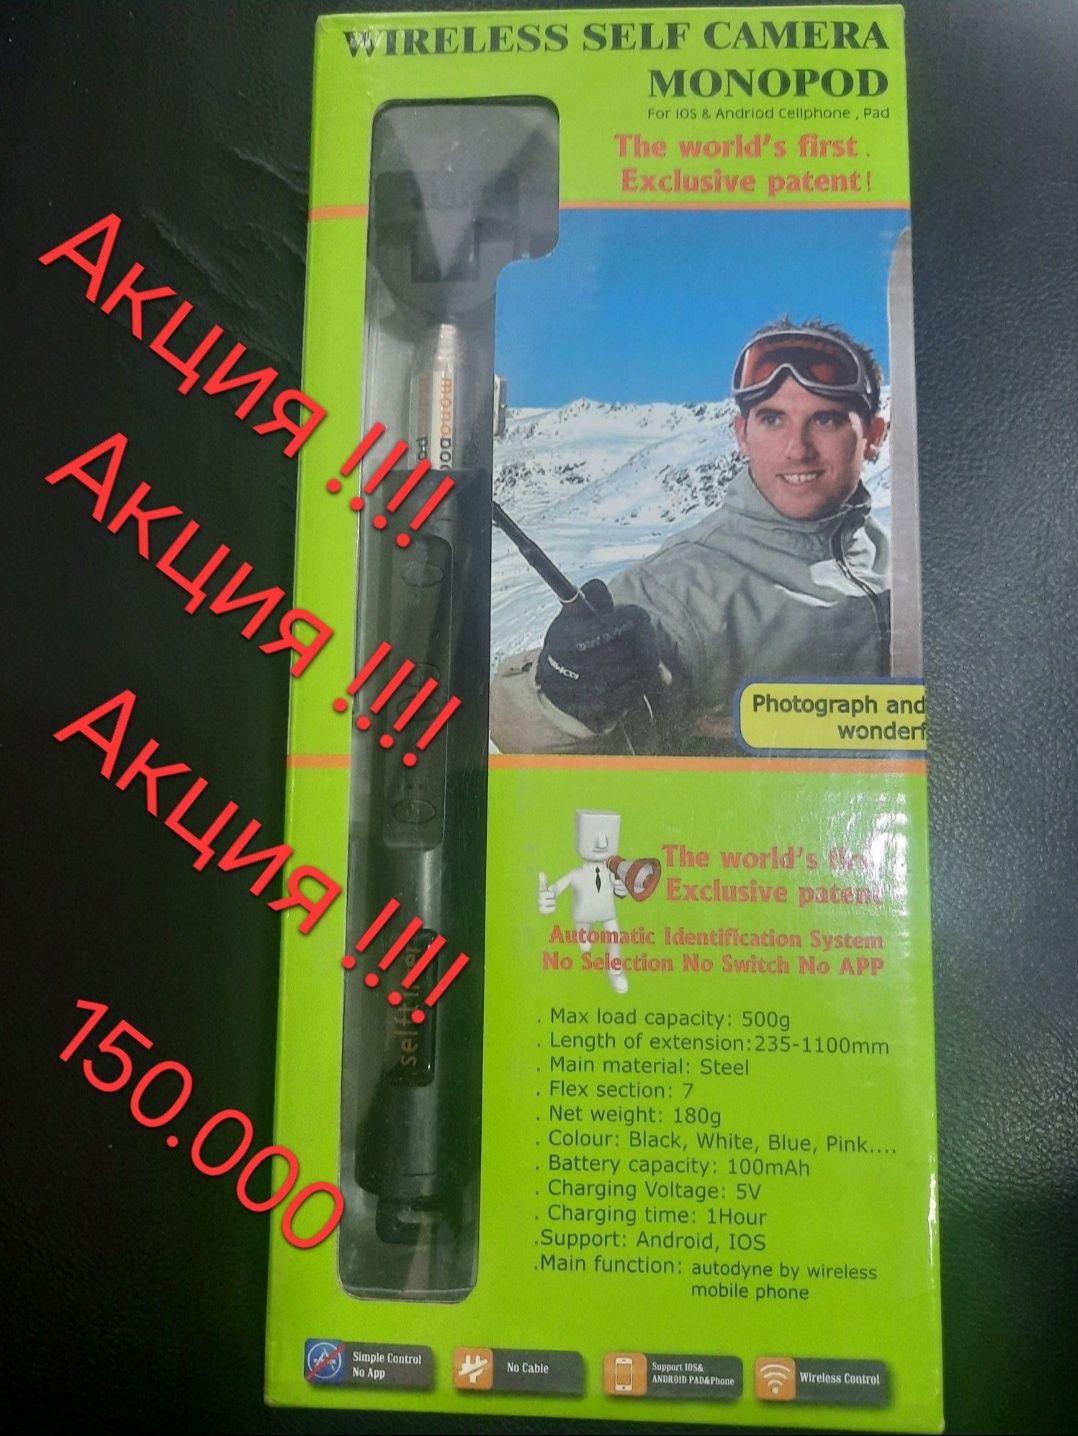 WIRELESS SELF CAMERA
MONOPOD
For IOS & Andriod Cellphone , Pad
The world's first .
Exclusive patent!
Акция !!!!
Акция !!!!
Акция !!!!
150.000
monopod
selfie
Photograph and
wonderf
The world's
Exclusive patent
Automatic Identification System
No Selection No Switch No APP
. Max load capacity: 500g
. Length of extension:235-1100mm
. Main material: Steel
. Flex section: 7
. Net weight: 180g
. Colour: Black, White, Blue, Pink....
. Battery capacity: 100mAh
. Charging Voltage: 5V
. Charging time: 1Hour
.Support: Android, IOS
.Main function: autodyne by wireless
mobile phone
Simple Control
No App
No Cable
Support IOS&
ANDROID PAD&Phone
Wireless Control